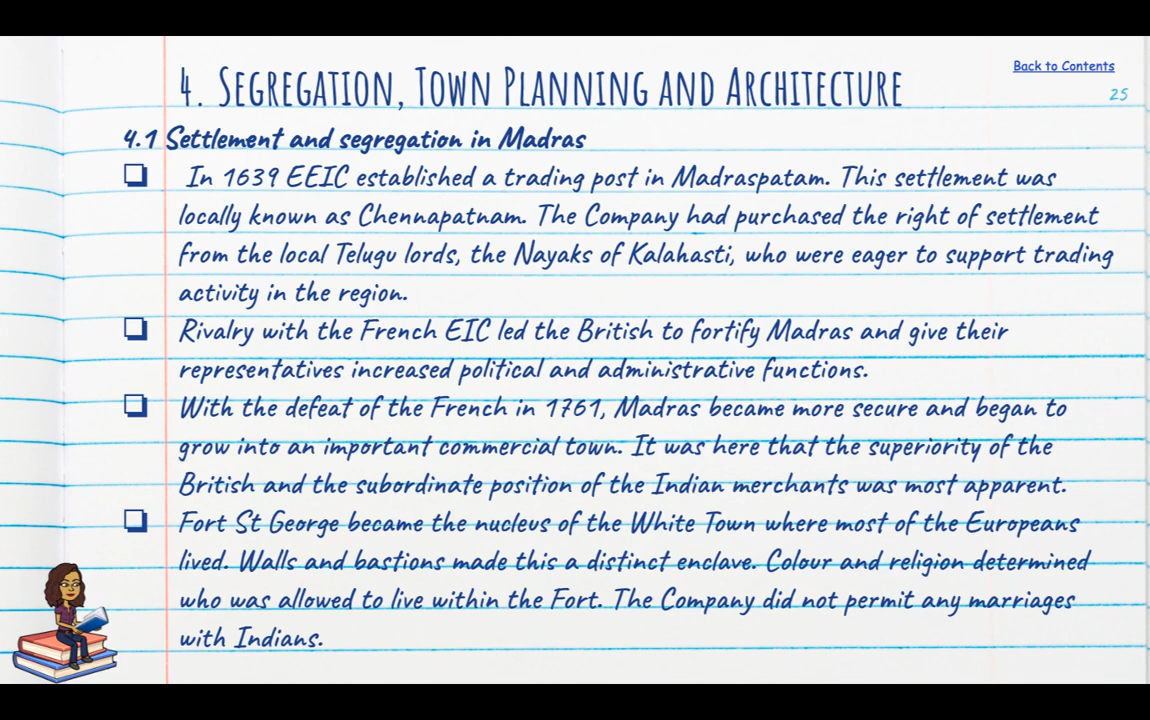 4. Segregation, Town Planning and Architecture
Back to Contents
25
4.1 Settlement and segregation in Madras
❏ In 1639 EEIC established a trading post in Madraspatam. This settlement was
locally known as Chennapatnam. The Company had purchased the right of settlement
from the local Telugu lords, the Nayaks of Kalahasti, who were eager to support trading
activity in the region.
❏ Rivalry with the French EIC led the British to fortify Madras and give their
representatives increased political and administrative functions.
❏ With the defeat of the French in 1761, Madras became more secure and began to
grow into an important commercial town. It was here that the superiority of the
British and the subordinate position of the Indian merchants was most apparent.
❏ Fort St George became the nucleus of the White Town where most of the Europeans
lived. Walls and bastions made this a distinct enclave. Colour and religion determined
who was allowed to live within the Fort. The Company did not permit any marriages
with Indians.